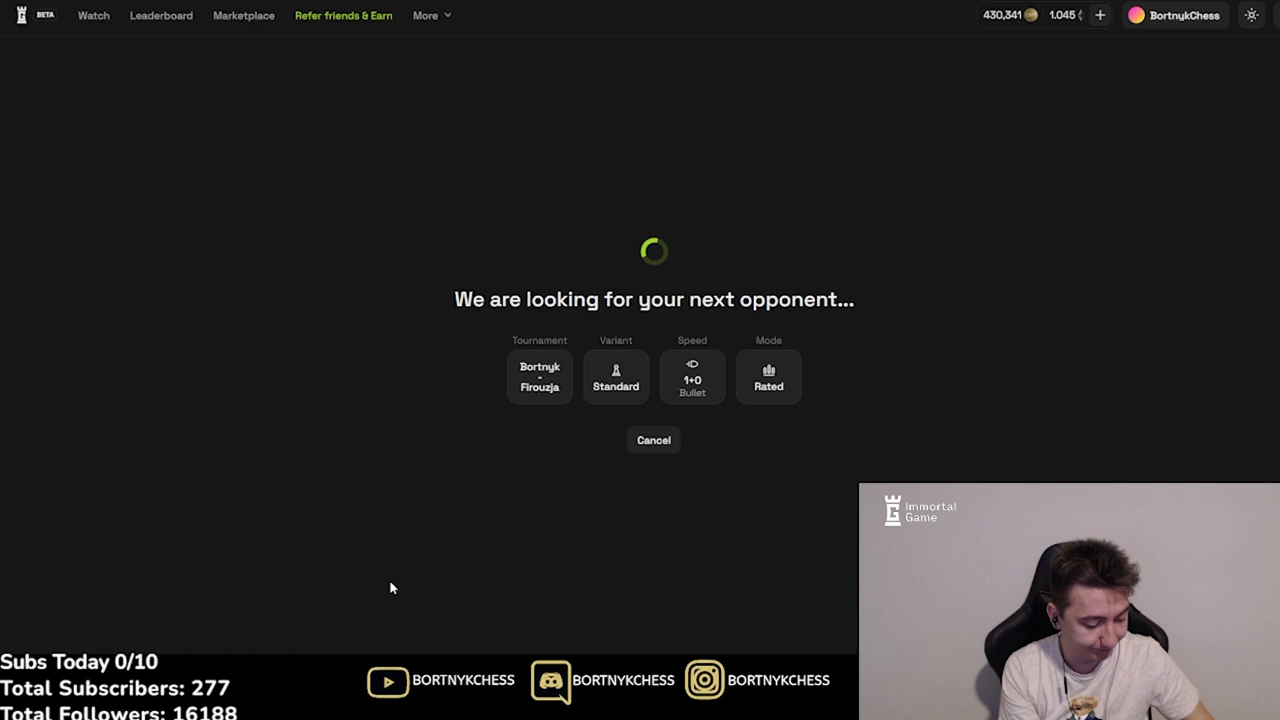 BETA Watch Leaderboard Marketplace Refer friends & Earn More 430,341 1.045 + BortnykChess
We are looking for your next opponent...
Tournament Variant Speed Mode
Bortnyk - Firouzja Standard 1+0 Bullet Rated
Cancel
Immortal
Game
Subs Today 0/10
Total Subscribers: 277
Total Followers: 16188
BORTNYKCHESS BORTNYKCHESS BORTNYKCHESS